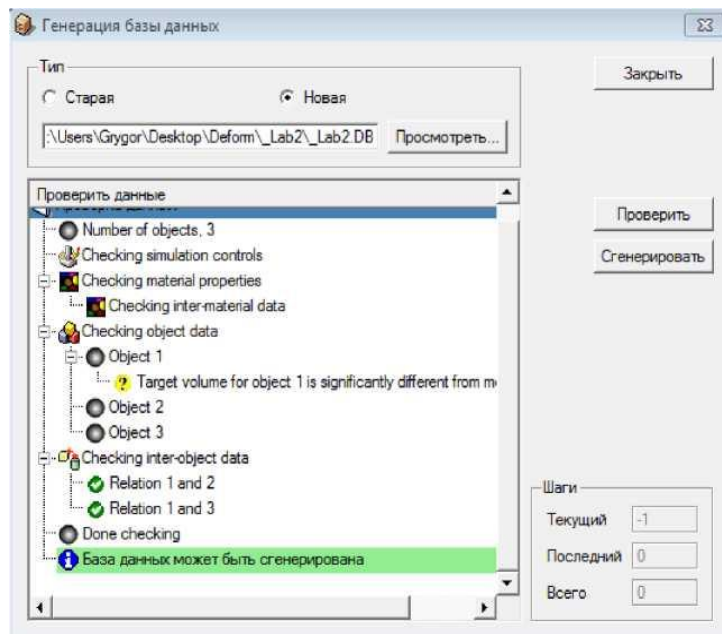 Генерация базы данных
Тип
Старая
Новая
:\Users\Grygor\Desktop\Deform\_Lab2\_Lab2.DB
Просмотреть...
Закрыть
Проверить данные
Number of objects, 3
Checking simulation controls
Checking material properties
Checking inter-material data
Checking object data
Object 1
? Target volume for object 1 is significantly different from
Object 2
Object 3
Checking inter-object data
Relation 1 and 2
Relation 1 and 3
Done checking
База данных может быть сгенерирована
Проверить
Сгенерировать
Шаги
Текущий -1
Последний 0
Всего 0